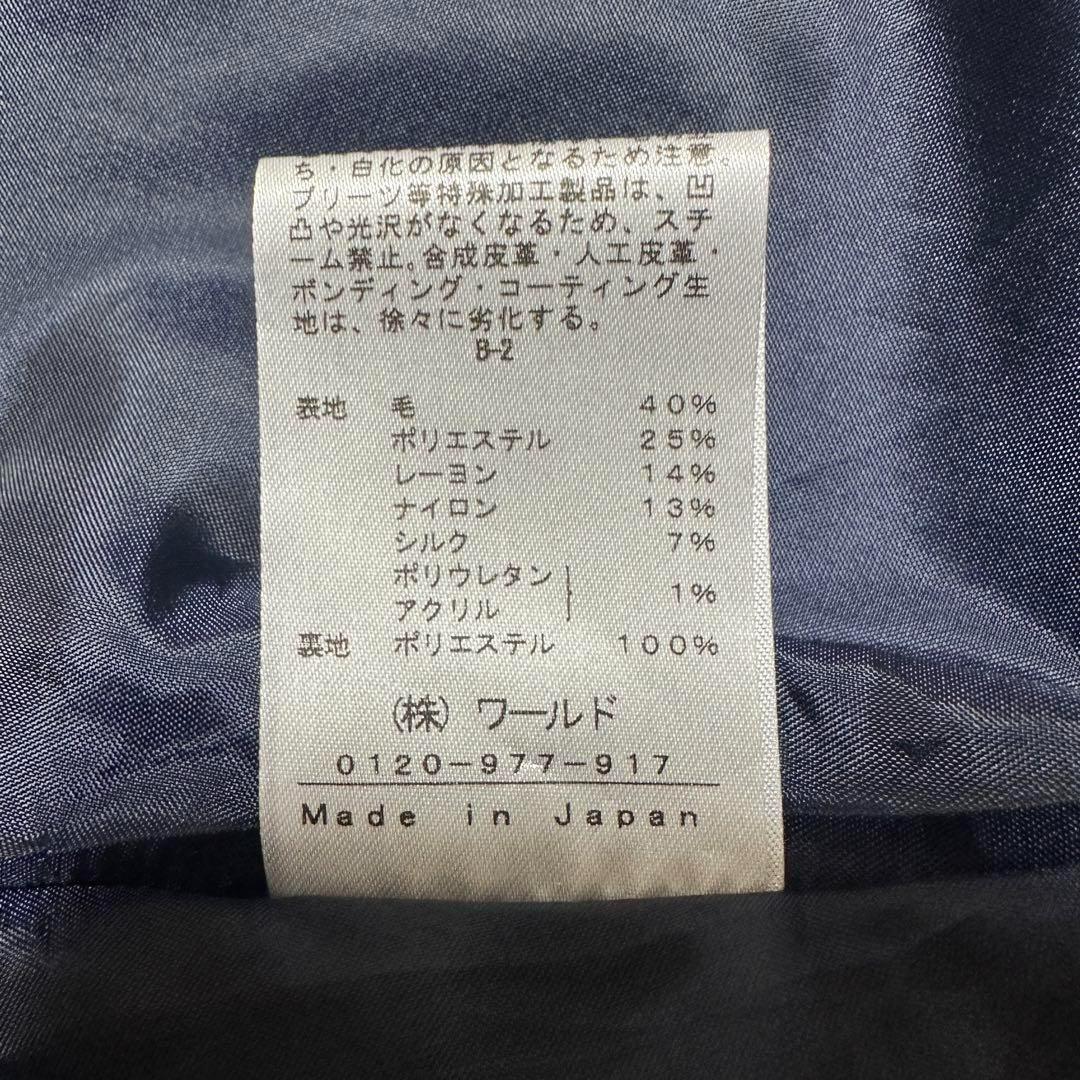 ち・白化の原因となるため注意。
プリーツ等特殊加工製品は、凹
凸や光沢がなくなるため、スチ
ーム禁止。合成皮革・人工皮革・
ボンディング・コーティング生
地は、徐々に劣化する。
B-2
表地 毛 40%
ポリエステル 25%
レーヨン 14%
ナイロン 13%
シルク 7%
ポリウレタン
アクリル 1%
裏地 ポリエステル 100%
(株)ワールド
0120-977-917
Made in Japan